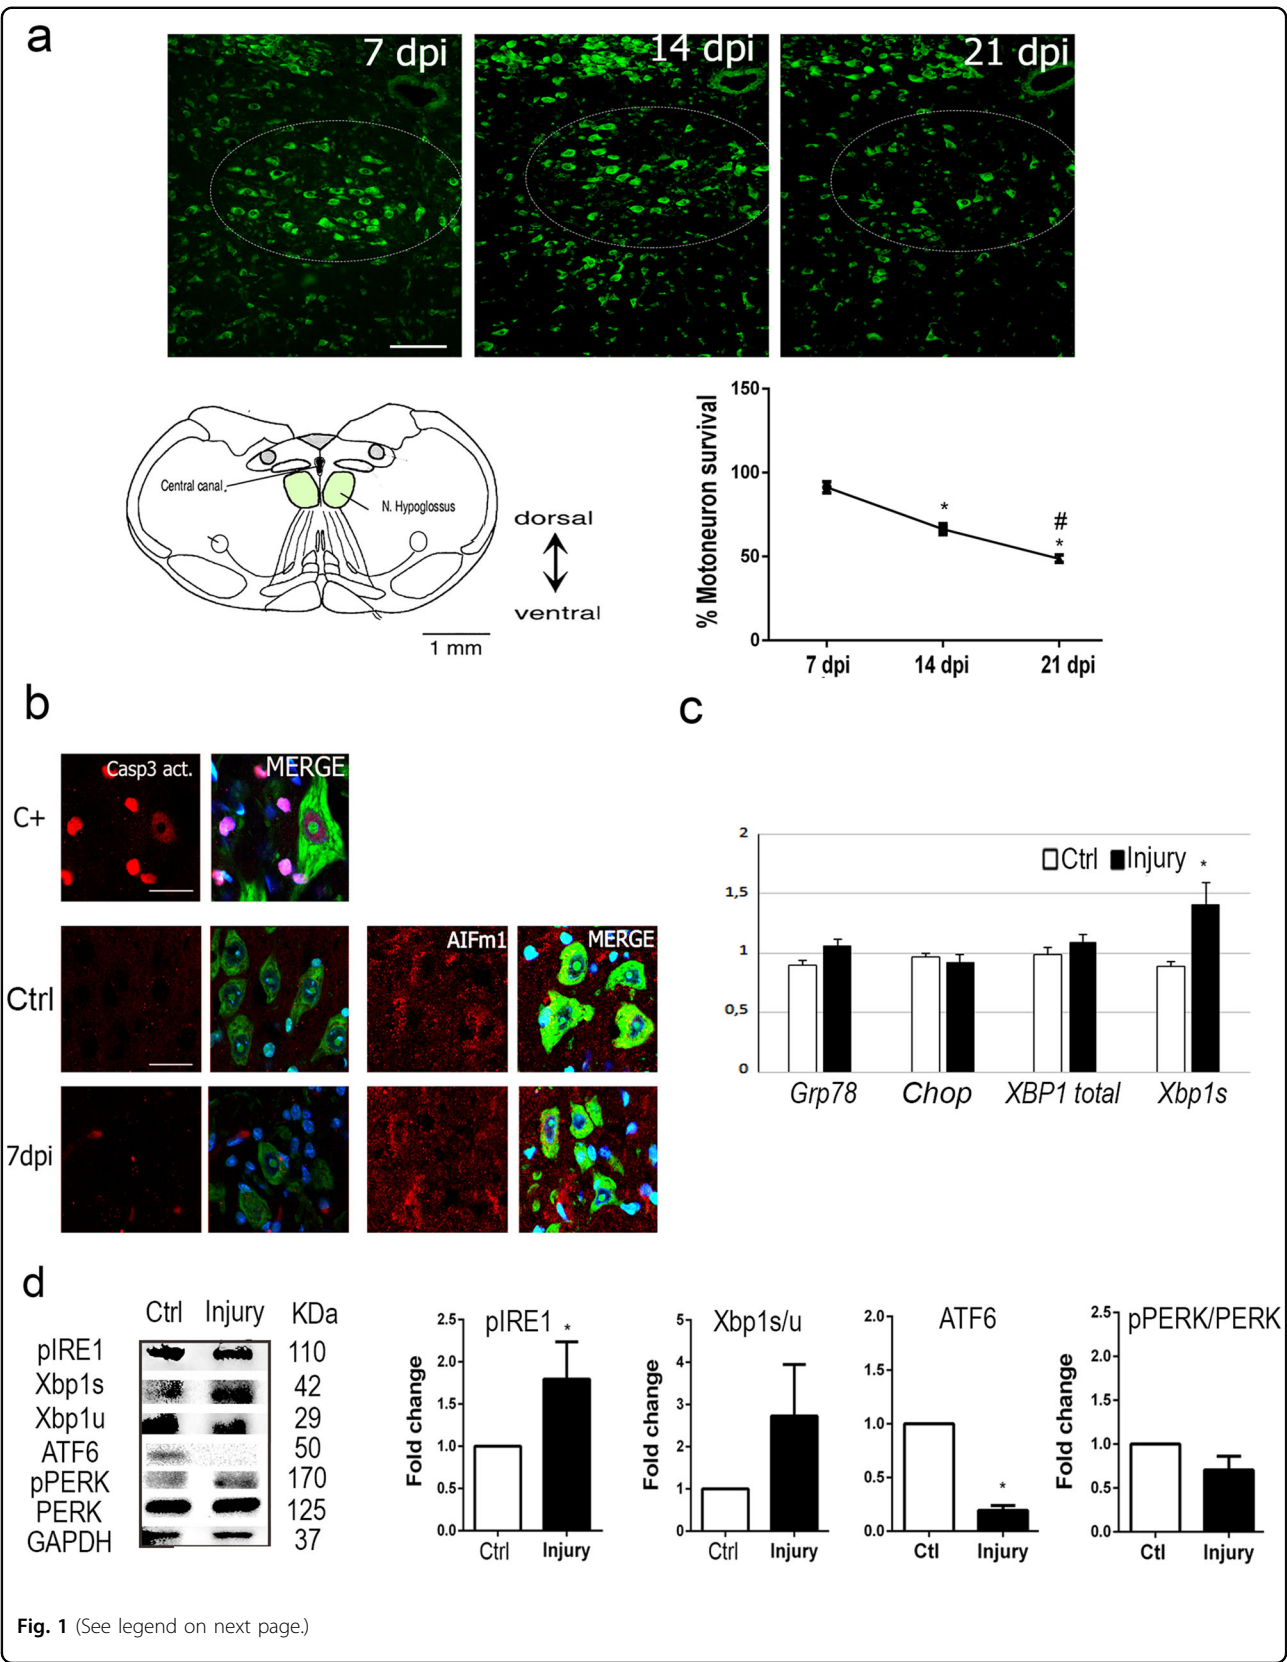 a
7 dpi
14 dpi
21 dpi
Central canal
N. Hypoglossus
dorsal
ventral
1 mm
% Motoneuron survival
150
100
50
0
*
#
*
7 dpi
14 dpi
21 dpi
b
Casp3 act.
MERGE
C+
Ctrl
AIFm1
MERGE
7dpi
c
2
1,5
1
0,5
0
Ctrl
Injury
*
Grp78
Chop
XBP1 total
Xbp1s
d
Ctrl Injury KDa
pIRE1 110
Xbp1s 42
Xbp1u 29
ATF6 50
pPERK 170
PERK 125
GAPDH 37
pIRE1
*
Fold change
2.5
2.0
1.5
1.0
0.5
0.0
Ctrl Injury
Xbp1s/u
Fold change
5
4
3
2
1
0
Ctrl Injury
ATF6
2.0
1.5
1.0
0.5
0.0
*
Ctl Injury
pPERK/PERK
Fold change
2.5
2.0
1.5
1.0
0.5
0.0
Ctl Injury
Fig. 1 (See legend on next page.)